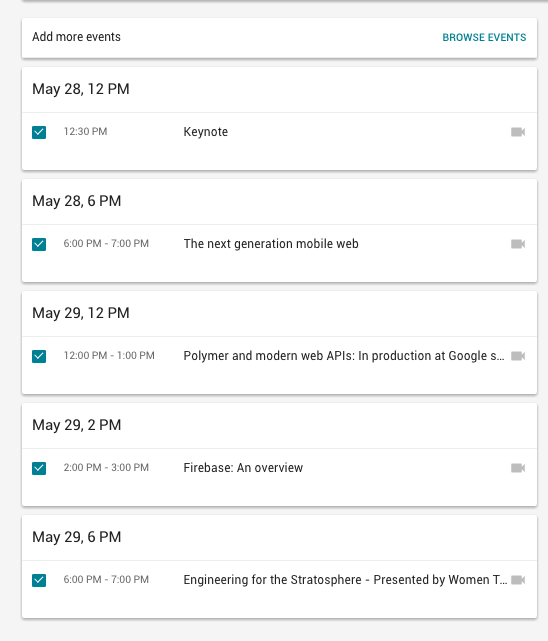 Add more events BROWSE EVENTS
May 28, 12 PM
12:30 PM Keynote
May 28, 6 PM
6:00 PM - 7:00 PM The next generation mobile web
May 29, 12 PM
12:00 PM - 1:00 PM Polymer and modern web APIs: In production at Google s...
May 29, 2 PM
2:00 PM - 3:00 PM Firebase: An overview
May 29, 6 PM
6:00 PM - 7:00 PM Engineering for the Stratosphere - Presented by Women T...